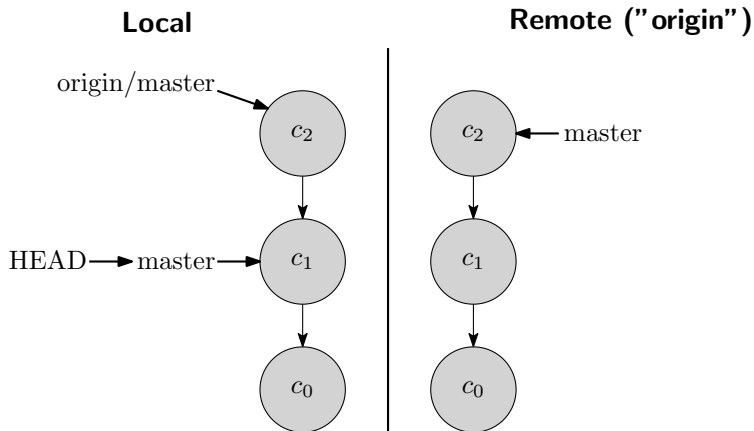 Local
Remote ("origin")
origin/master
c2
c2
master
HEAD
master
c1
c1
c0
c0